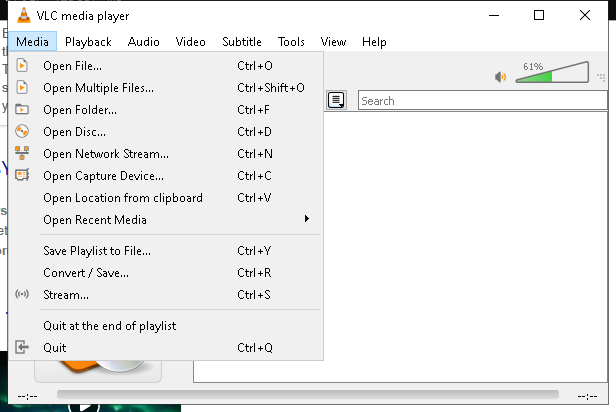 VLC media player
Media Playback Audio Video Subtitle Tools View Help
Open File... Ctrl+O
Open Multiple Files... Ctrl+Shift+O
Open Folder... Ctrl+F
Open Disc... Ctrl+D
Open Network Stream... Ctrl+N
Open Capture Device... Ctrl+C
Open Location from clipboard Ctrl+V
Open Recent Media
Save Playlist to File... Ctrl+Y
Convert / Save... Ctrl+R
Stream... Ctrl+S
Quit at the end of playlist
Quit Ctrl+Q
61%
Search
--:-- --:--